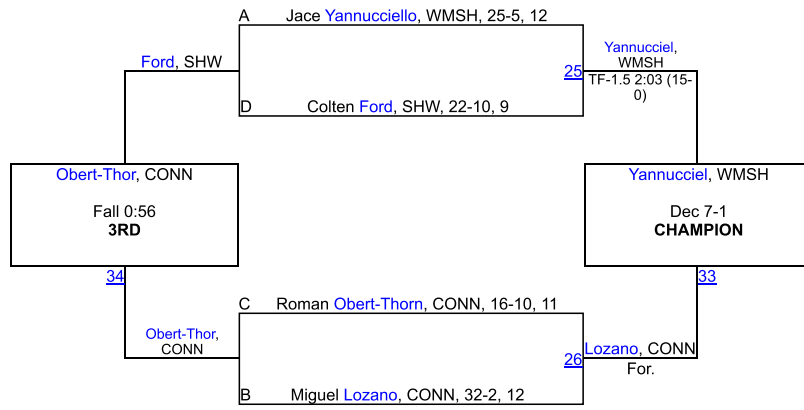 A Jace Yannucciello, WMSH, 25-5, 12
Ford, SHW
25
Yannucciel,
WMSH
TF-1.5 2:03 (15-
0)
D Colten Ford, SHW, 22-10, 9
Obert-Thor, CONN
Fall 0:56
3RD
34
Yannucciel, WMSH
Dec 7-1
CHAMPION
33
C Roman Obert-Thorn, CONN, 16-10, 11
Obert-Thor,
CONN
26
Lozano, CONN
For.
B Miguel Lozano, CONN, 32-2, 12